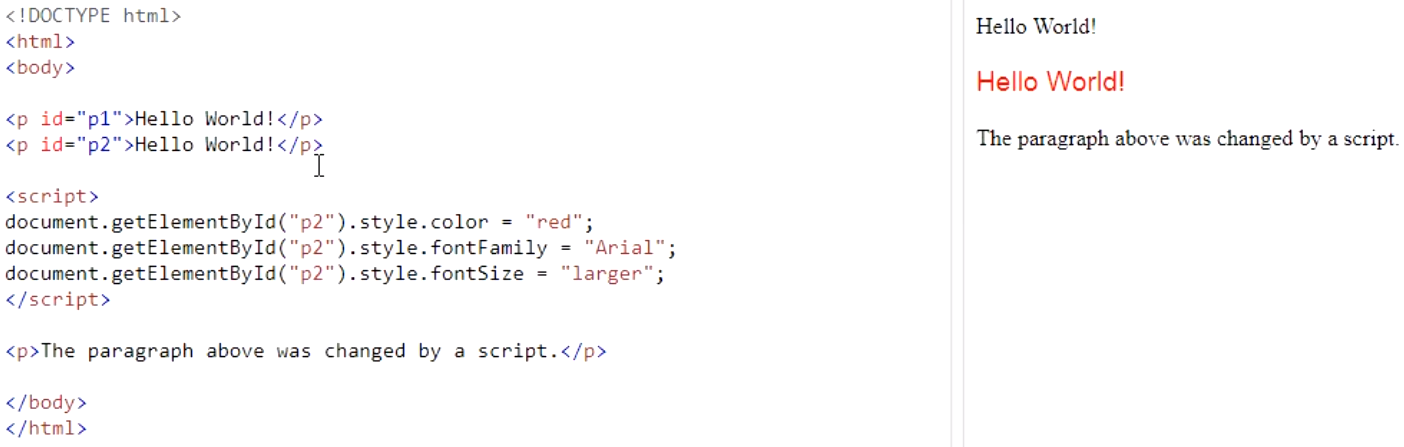 <!DOCTYPE html>
<html>
<body>
<p id="p1">Hello World!</p>
<p id="p2">Hello World!</p>
<script>
document.getElementById("p2").style.color = "red";
document.getElementById("p2").style.fontFamily = "Arial";
document.getElementById("p2").style.fontSize = "larger";
</script>
<p>The paragraph above was changed by a script.</p>
</body>
</html>
Hello World!
Hello World!
The paragraph above was changed by a script.